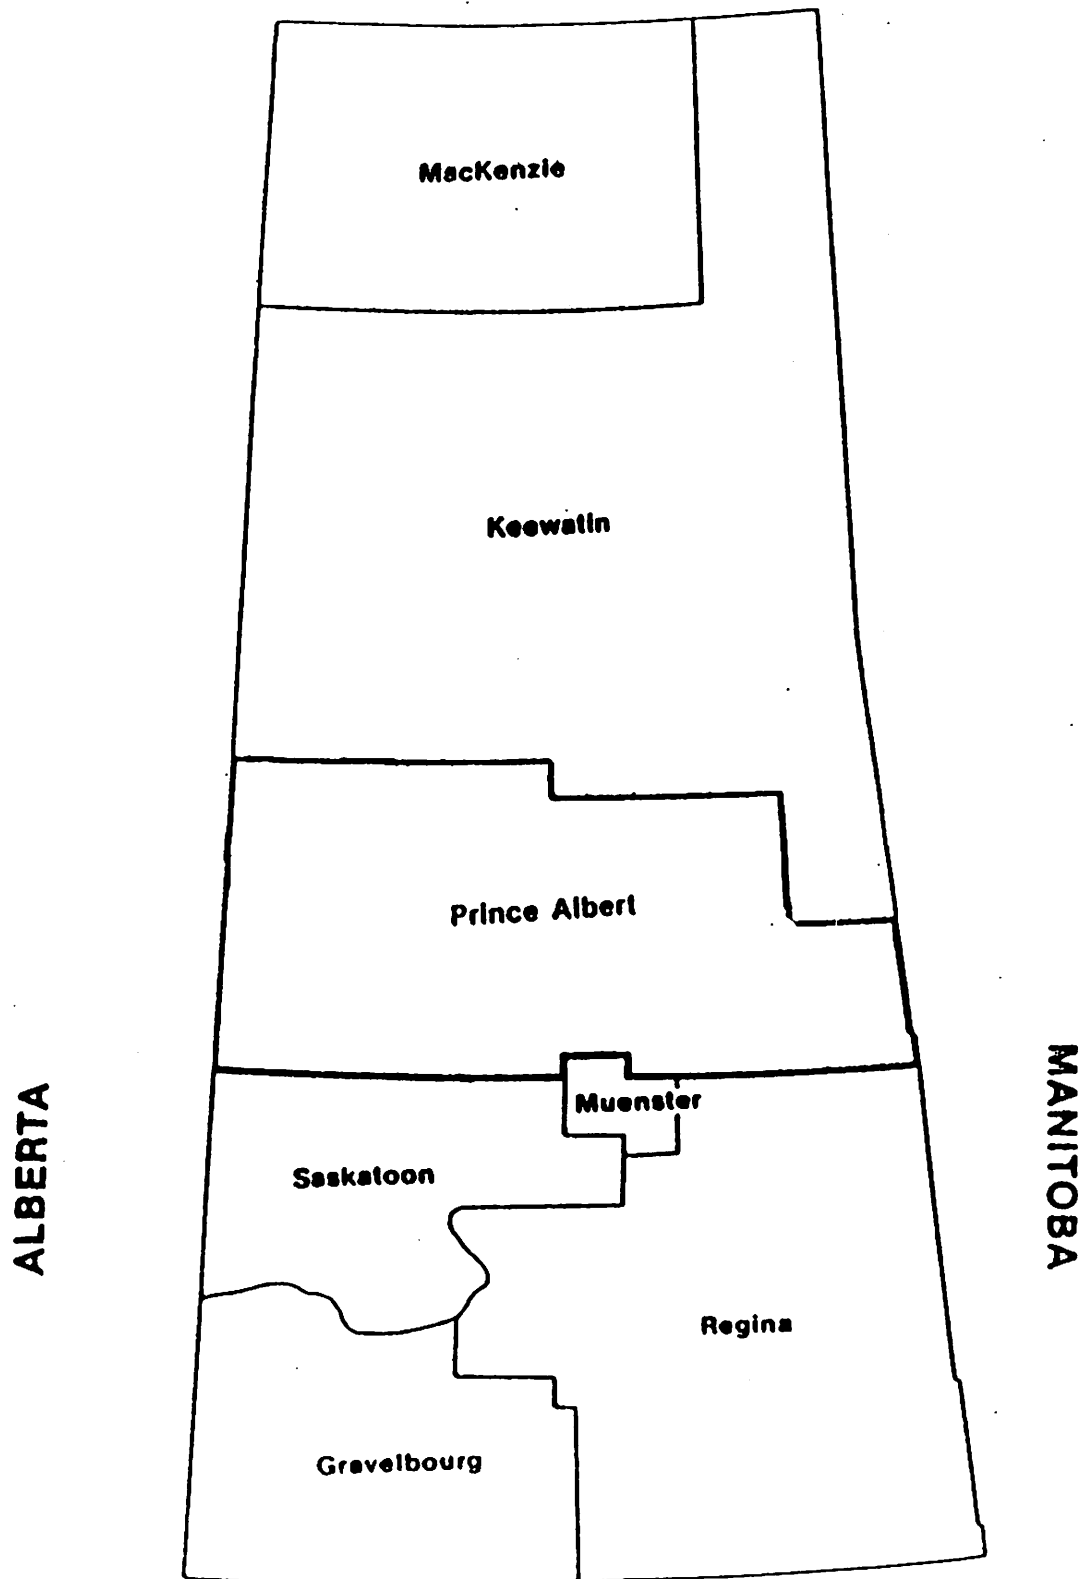 MacKenzie
Keewatin
Prince Albert
Muenster
Saskatoon
Regina
Gravelbourg
ALBERTA
MANITOBA